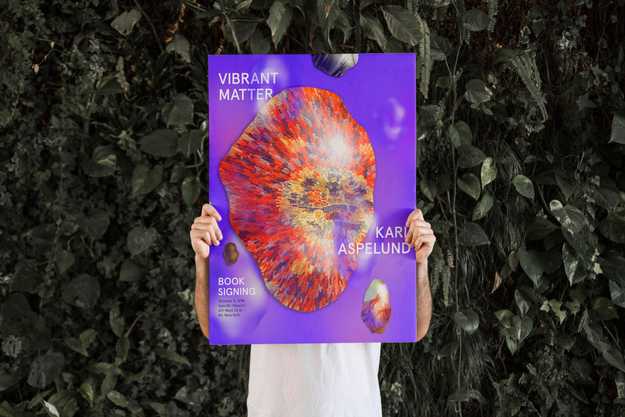 VIBRANT
MATTER
KARI
ASPELUND
BOOK
SIGNING